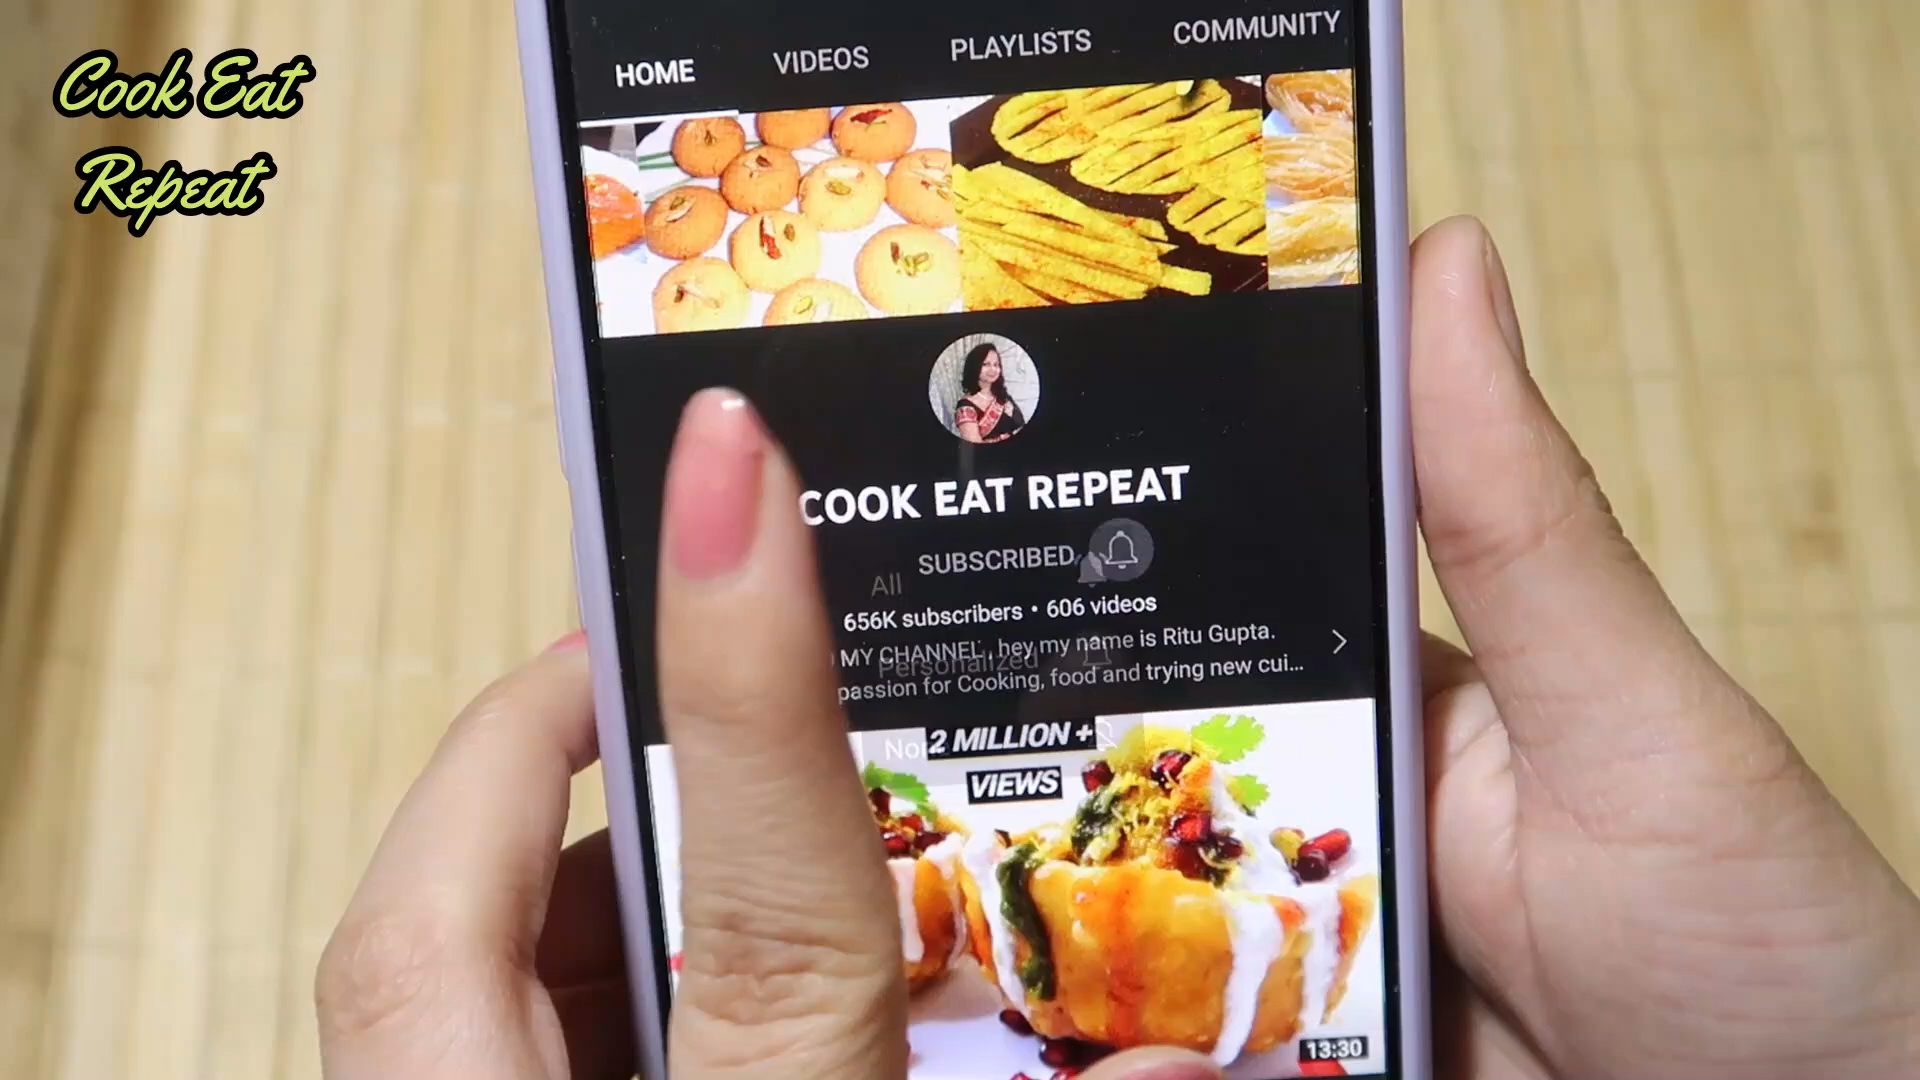 Cook Eat
Repeat
HOME VIDEOS PLAYLISTS COMMUNITY
COOK EAT REPEAT
SUBSCRIBED
All
656K subscribers • 606 videos
MY CHANNEL, hey my name is Ritu Gupta.
Personalized
passion for Cooking, food and trying new cui...
2 MILLION +
VIEWS
13:30